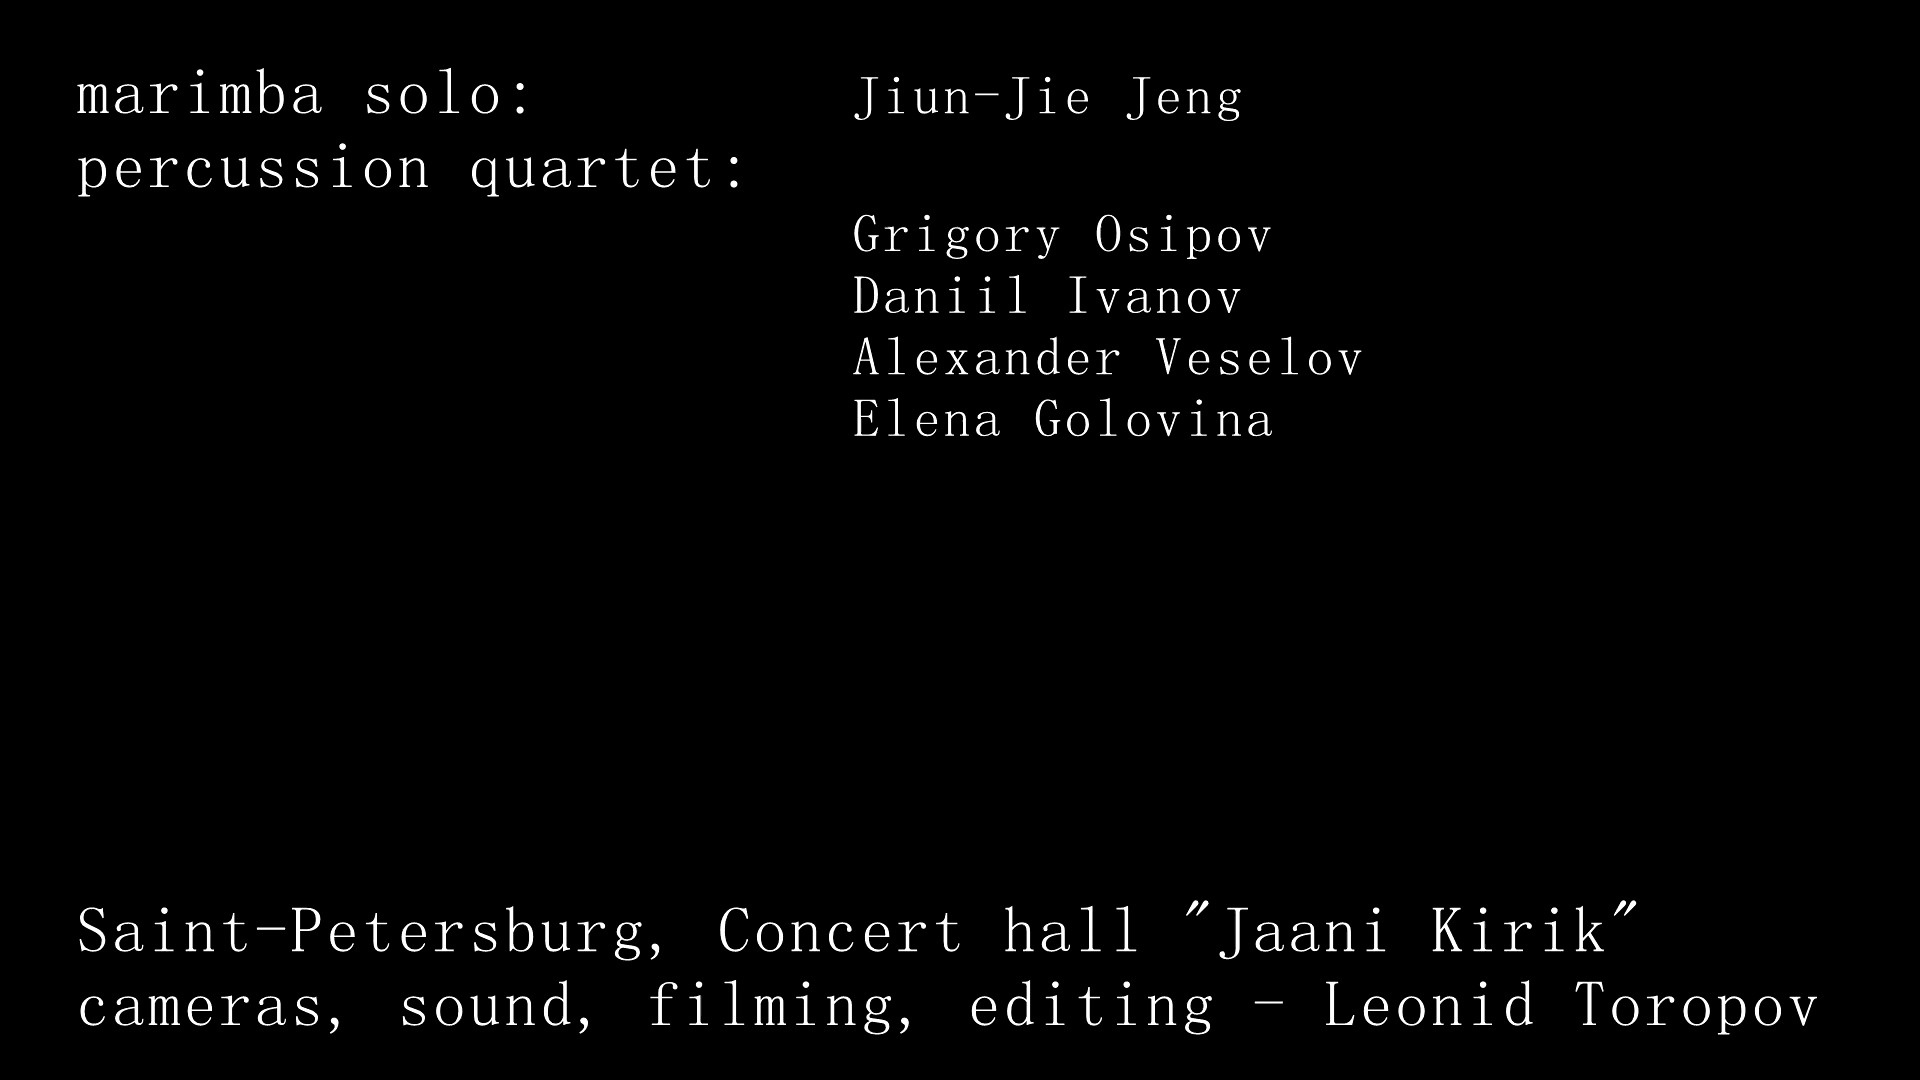 marimba solo: Jiun-Jie Jeng
percussion quartet:
Grigory Osipov
Daniil Ivanov
Alexander Veselov
Elena Golovina
Saint-Petersburg, Concert hall "Jaani Kirik"
cameras, sound, filming, editing - Leonid Toropov